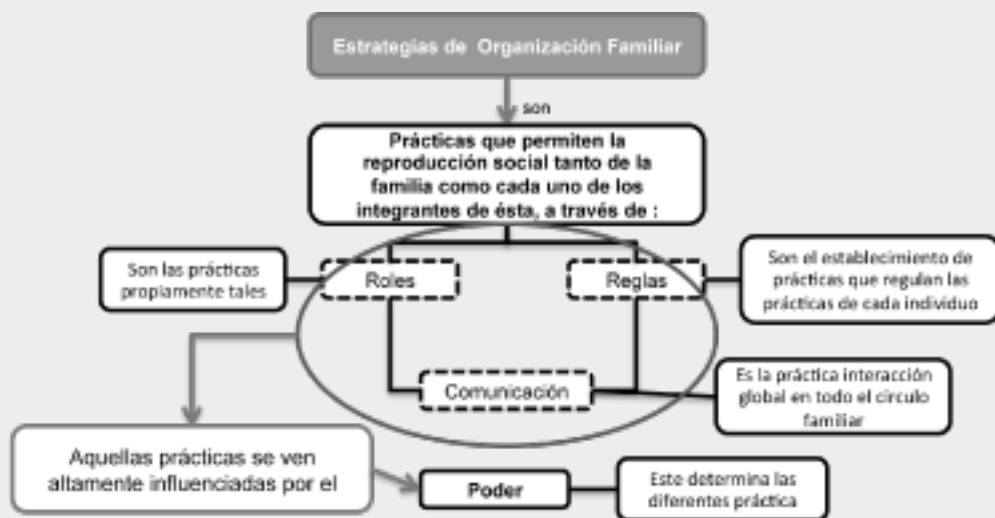 Estrategias de Organización Familiar
son
Prácticas que permiten la
reproducción social tanto de la
familia como cada uno de los
integrantes de ésta, a través de :
Son las prácticas
propiamente tales
Roles
Reglas
Son el establecimiento de
prácticas que regulan las
prácticas de cada individuo
Comunicación
Es la práctica interacción
global en todo el circulo
familiar
Aquellas prácticas se ven
altamente influenciadas por el
Poder
Este determina las
diferentes práctica